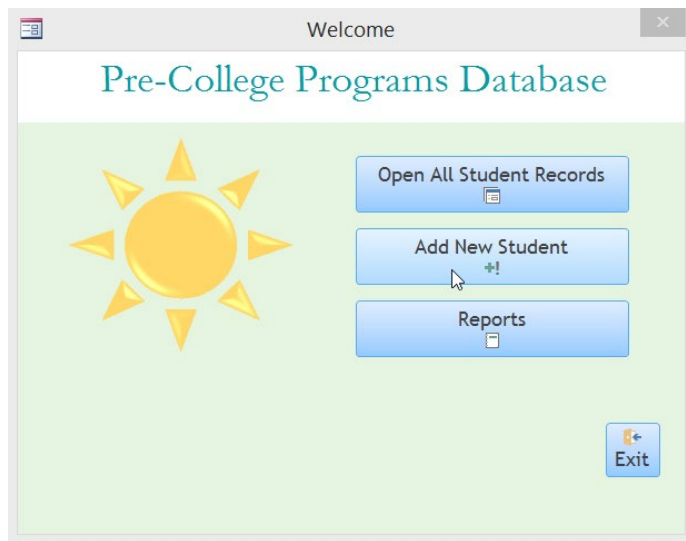 Welcome
Pre-College Programs Database
Open All Student Records
Add New Student
Reports
Exit